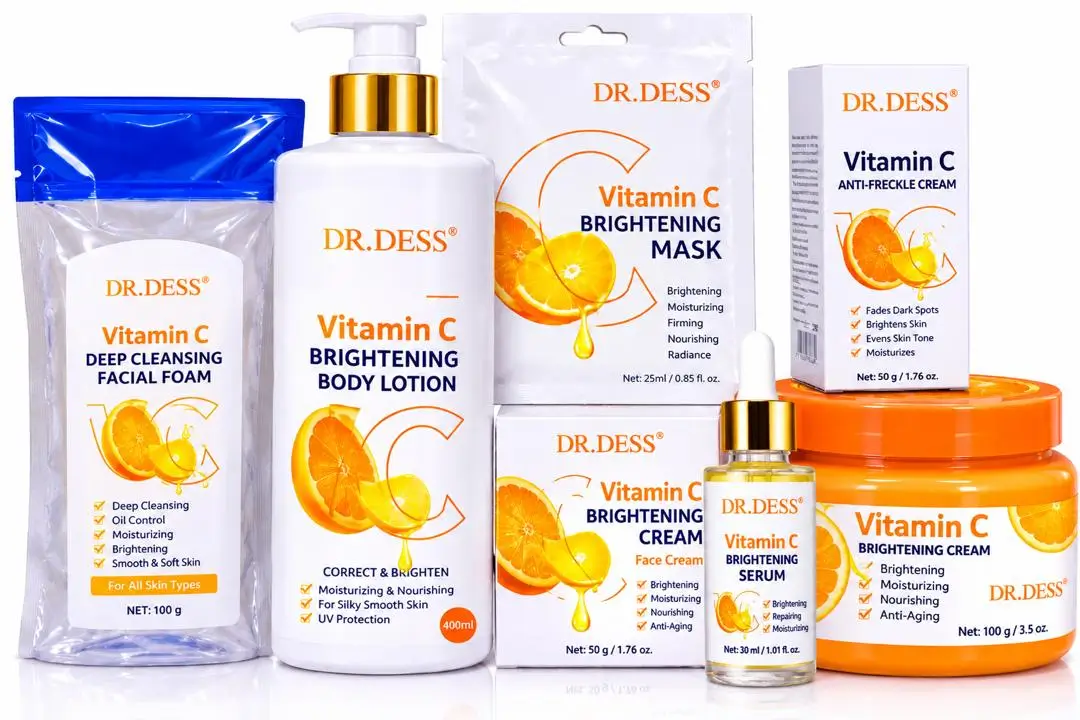 DR.DESS®
Vitamin C
DEEP CLEANSING
FACIAL FOAM
Deep Cleansing
Oil Control
Moisturizing
Brightening
Smooth & Soft Skin
For All Skin Types
NET: 100 g
DR.DESS®
Vitamin C
BRIGHTENING
BODY LOTION
CORRECT & BRIGHTEN
Moisturizing & Nourishing
For Silky Smooth Skin
UV Protection
400ml
DR.DESS®
Vitamin C
BRIGHTENING
MASK
Brightening
Moisturizing
Firming
Nourishing
Radiance
Net: 25ml / 0.85 fl. oz.
DR.DESS®
Vitamin C
BRIGHTENING
CREAM
Face Cream
Brightening
Moisturizing
Nourishing
Anti-Aging
Net: 50 g / 1.76 oz.
DR.DESS®
Vitamin C
BRIGHTENING
SERUM
Brightening
Repairing
Moisturizing
Net: 30 ml / 1.01 fl. oz.
DR.DESS®
Vitamin C
ANTI-FRECKLE CREAM
Fades Dark Spots
Brightens Skin
Evens Skin Tone
Moisturizes
Net: 50 g / 1.76 oz.
Vitamin C
BRIGHTENING CREAM
Brightening
Moisturizing
Nourishing
Anti-Aging
DR.DESS®
Net: 100 g / 3.5 oz.